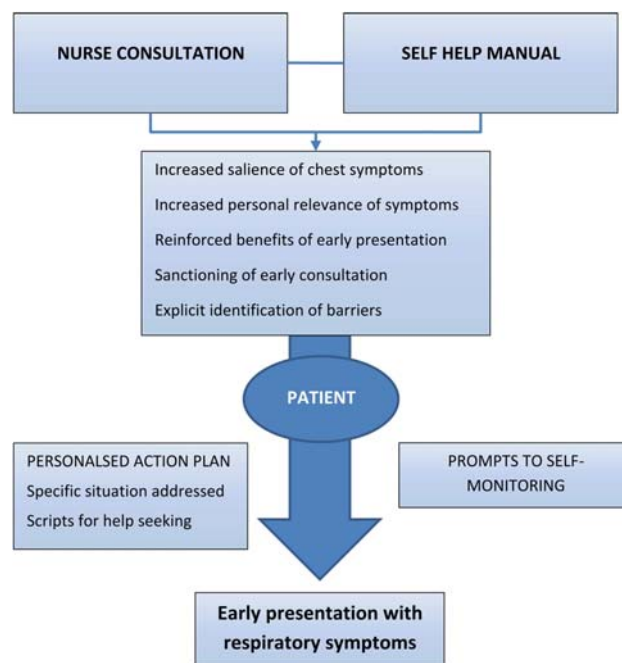 NURSE CONSULTATION
SELF HELP MANUAL
Increased salience of chest symptoms
Increased personal relevance of symptoms
Reinforced benefits of early presentation
Sanctioning of early consultation
Explicit identification of barriers
PATIENT
PERSONALSED ACTION PLAN
Specific situation addressed
Scripts for help seeking
PROMPTS TO SELF-
MONITORING
Early presentation with
respiratory symptoms